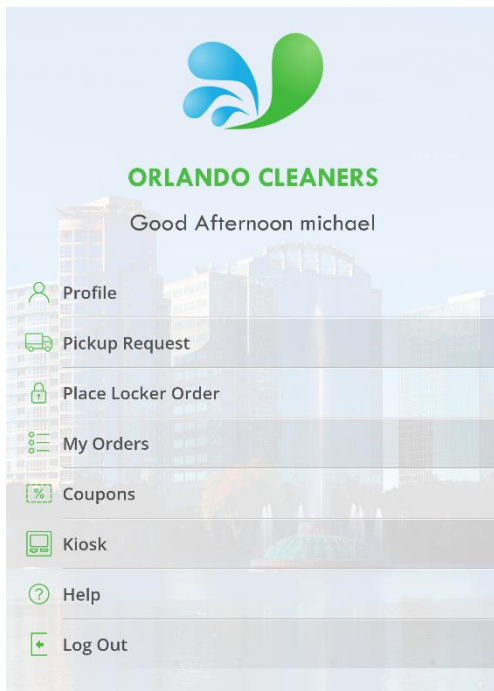 ORLANDO CLEANERS
Good Afternoon michael
Profile
Pickup Request
Place Locker Order
My Orders
%
Coupons
Kiosk
?
Help
Log Out